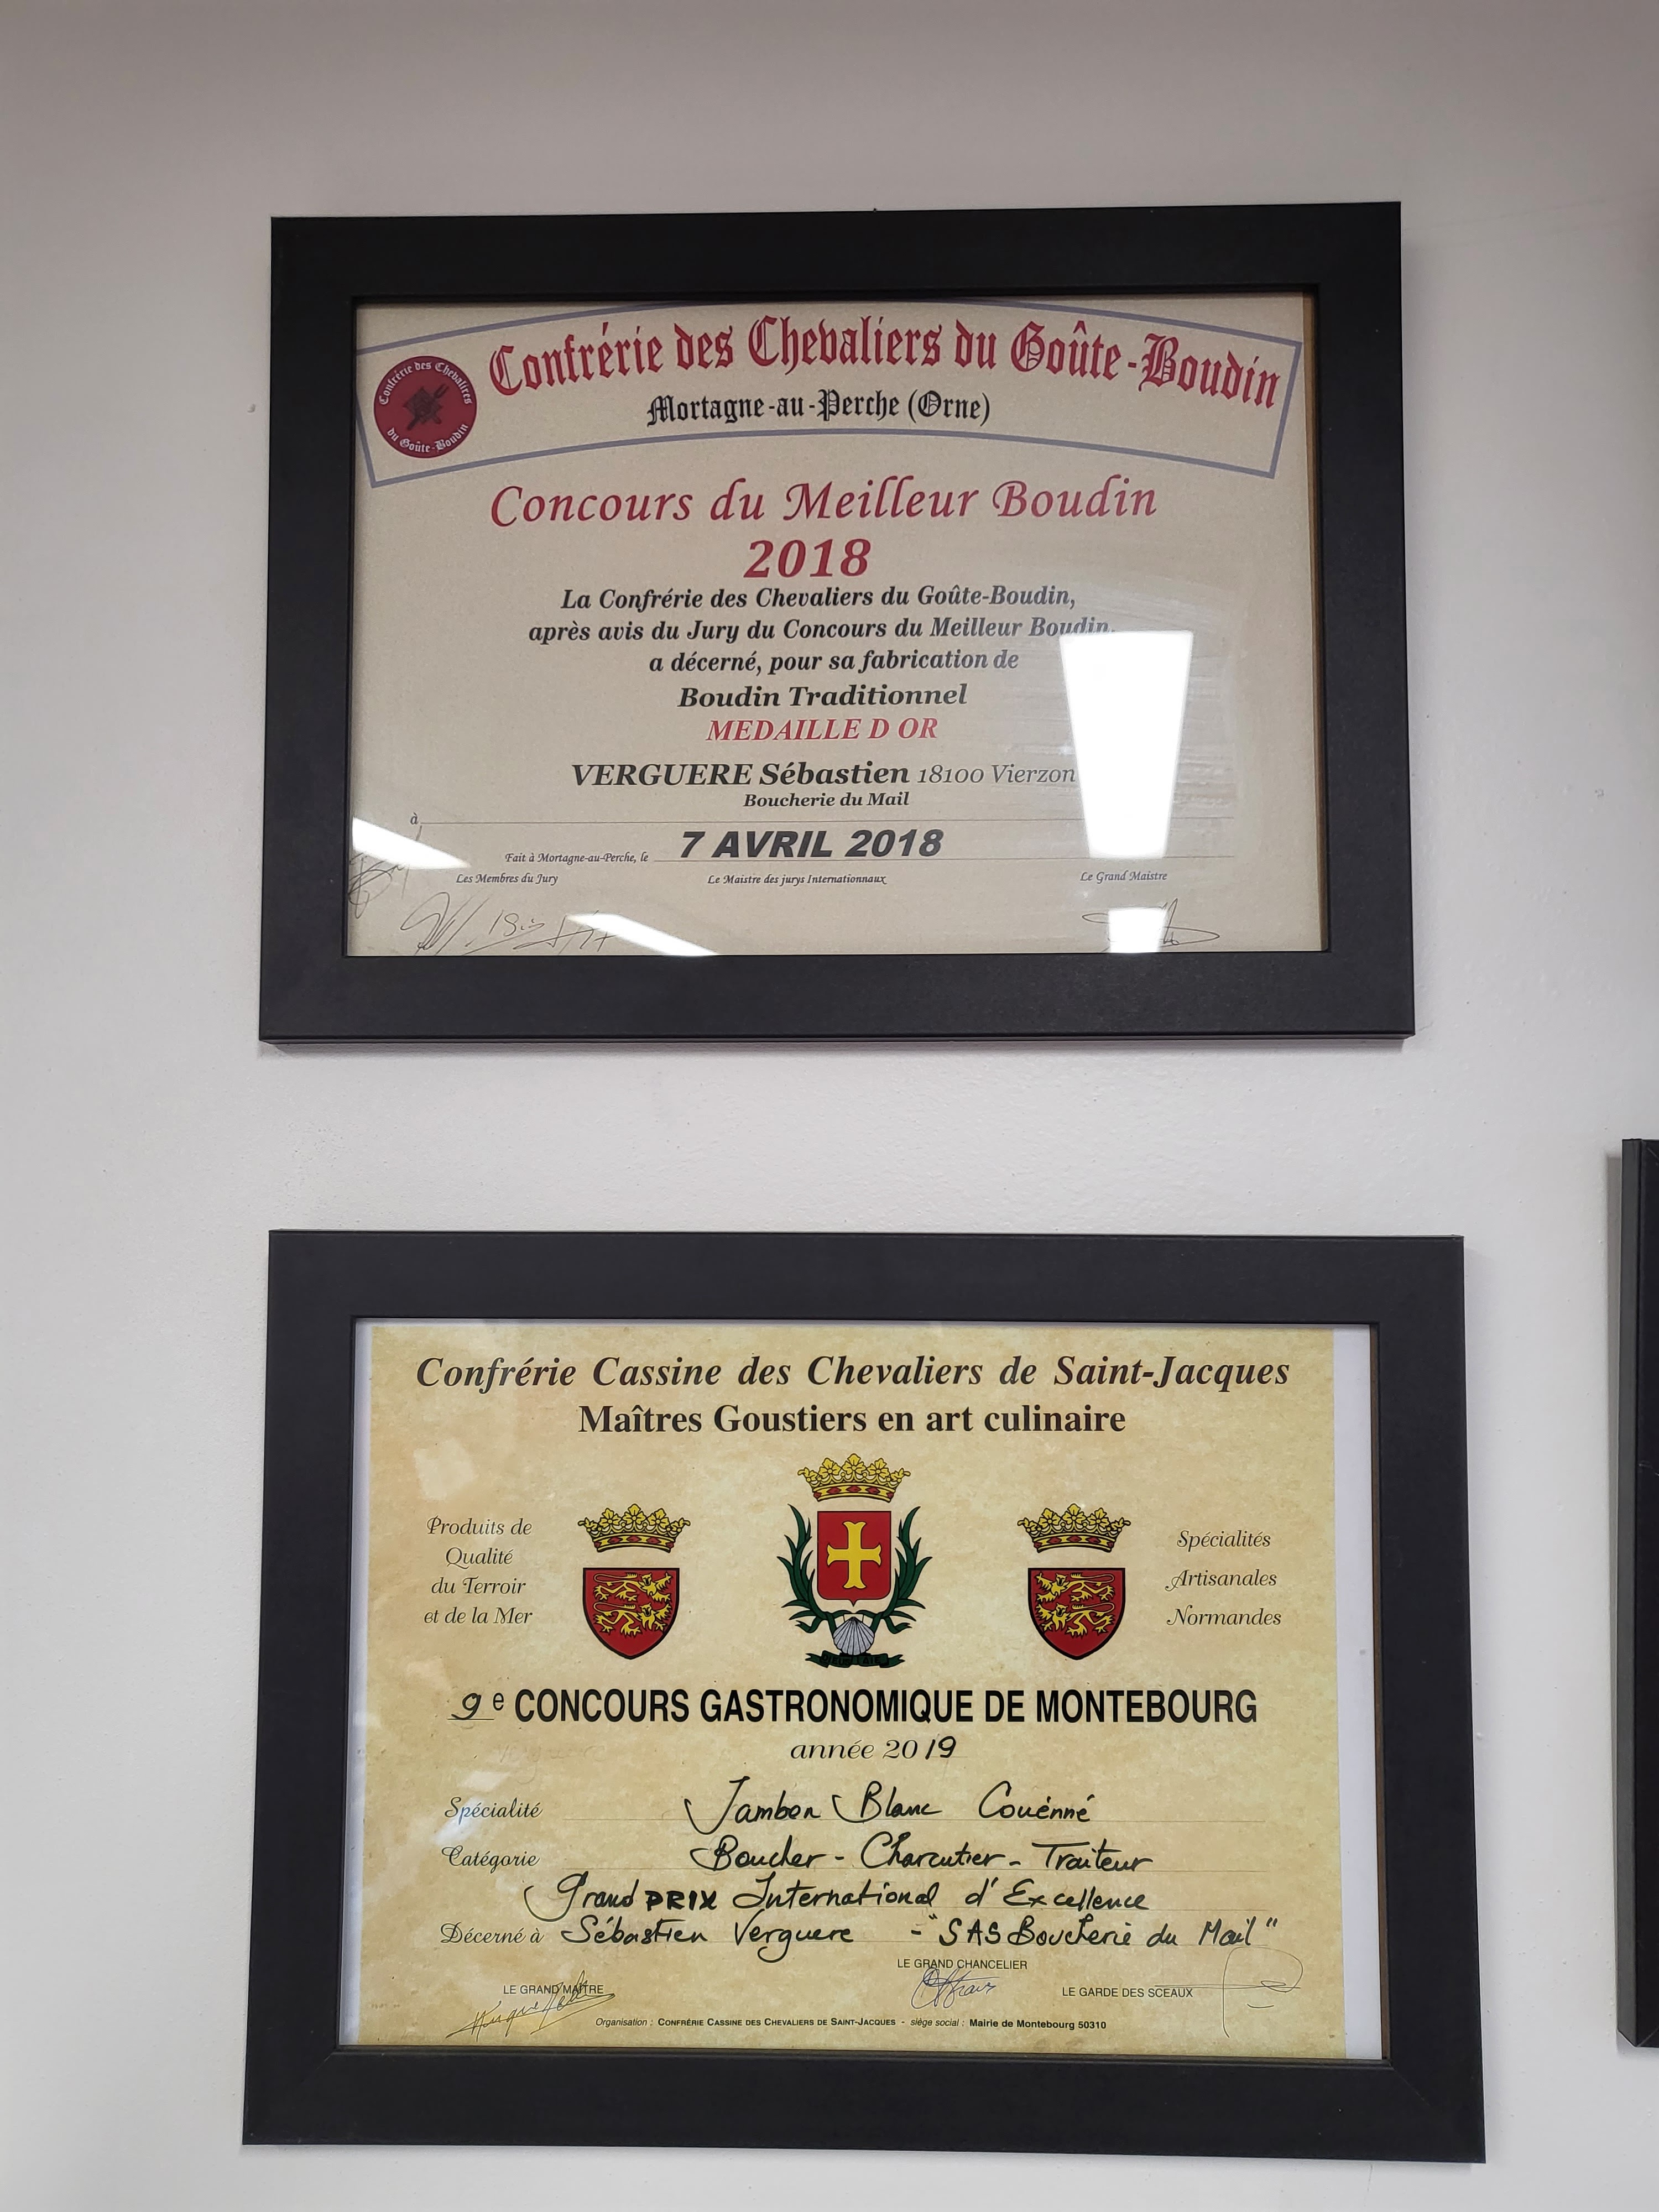 Confrérie des Chevaliers du Goûte-Boudin
Mortagne-au-Perche (Orne)
Confrérie des Chevalires
du Goûte-Boudin
Concours du Meilleur Boudin
2018
La Confrérie des Chevaliers du Goûte-Boudin,
après avis du Jury du Concours du Meilleur Boudin,
a décerné, pour sa fabrication de
Boudin Traditionnel
MEDAILLE D OR
VERGUERE Sébastien 18100 Vierzon
Boucherie du Mail
à
Fait à Mortagne-au-Perche, le 7 AVRIL 2018
Les Membres du Jury Le Maistre des jurys Internationnaux Le Grand Maistre
Confrérie Cassine des Chevaliers de Saint-Jacques
Maîtres Goustiers en art culinaire
Produits de
Qualité
du Terroir
et de la Mer
Spécialités
Artisanales
Normandes
9e CONCOURS GASTRONOMIQUE DE MONTEBOURG
année 2019
Spécialité Jambon Blanc Couénné
Catégorie Boucher - Charcutier - Traiteur
Grand PRIX International d'Excellence
Décerné à Sébastien Verguere - "SAS Boucherie du Mail"
LE GRAND CHANCELIER
LE GRAND MAÎTRE
LE GARDE DES SCEAUX
Organisation : CONFRÉRIE CASSINE DES CHEVALIERS DE SAINT-JACQUES - siège social : Mairie de Montebourg 50310